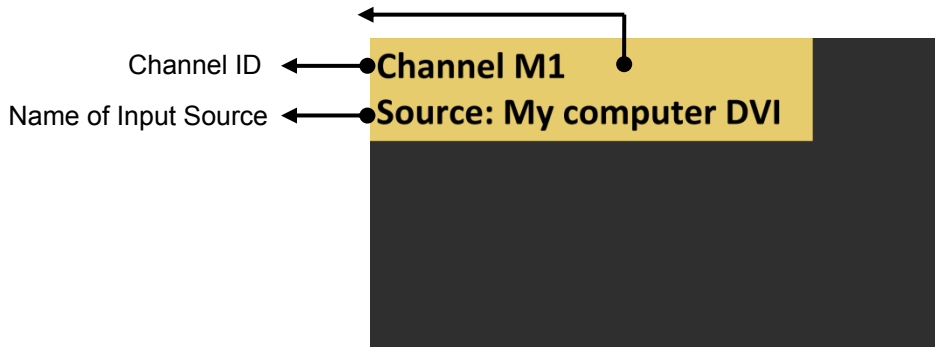 Channel ID
Channel M1
Name of Input Source
Source: My computer DVI